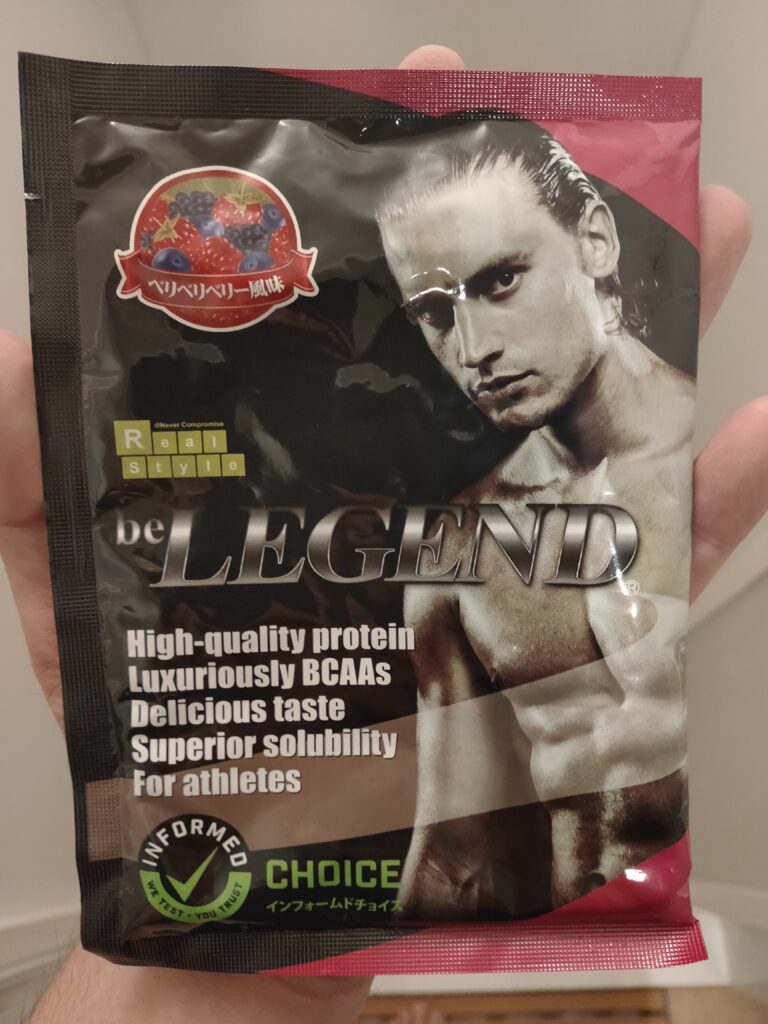 ベリベリベリー風味
@Never Compromise
Real
Style
be LEGEND®
High-quality protein
Luxuriously BCAAs
Delicious taste
Superior solubility
For athletes
INFORMED
WE TEST · YOU TRUST
CHOICE
インフォームドチョイス